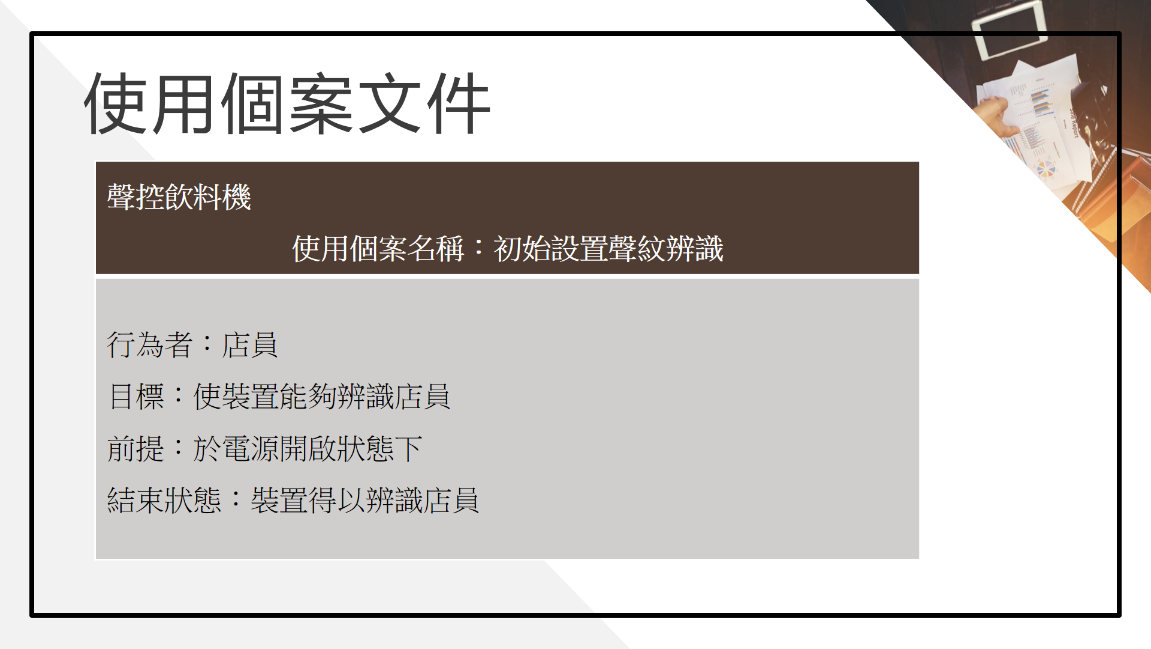 使用個案文件
聲控飲料機
使用個案名稱：初始設置聲紋辨識
行為者：店員
目標：使裝置能夠辨識店員
前提：於電源開啟狀態下
結束狀態：裝置得以辨識店員